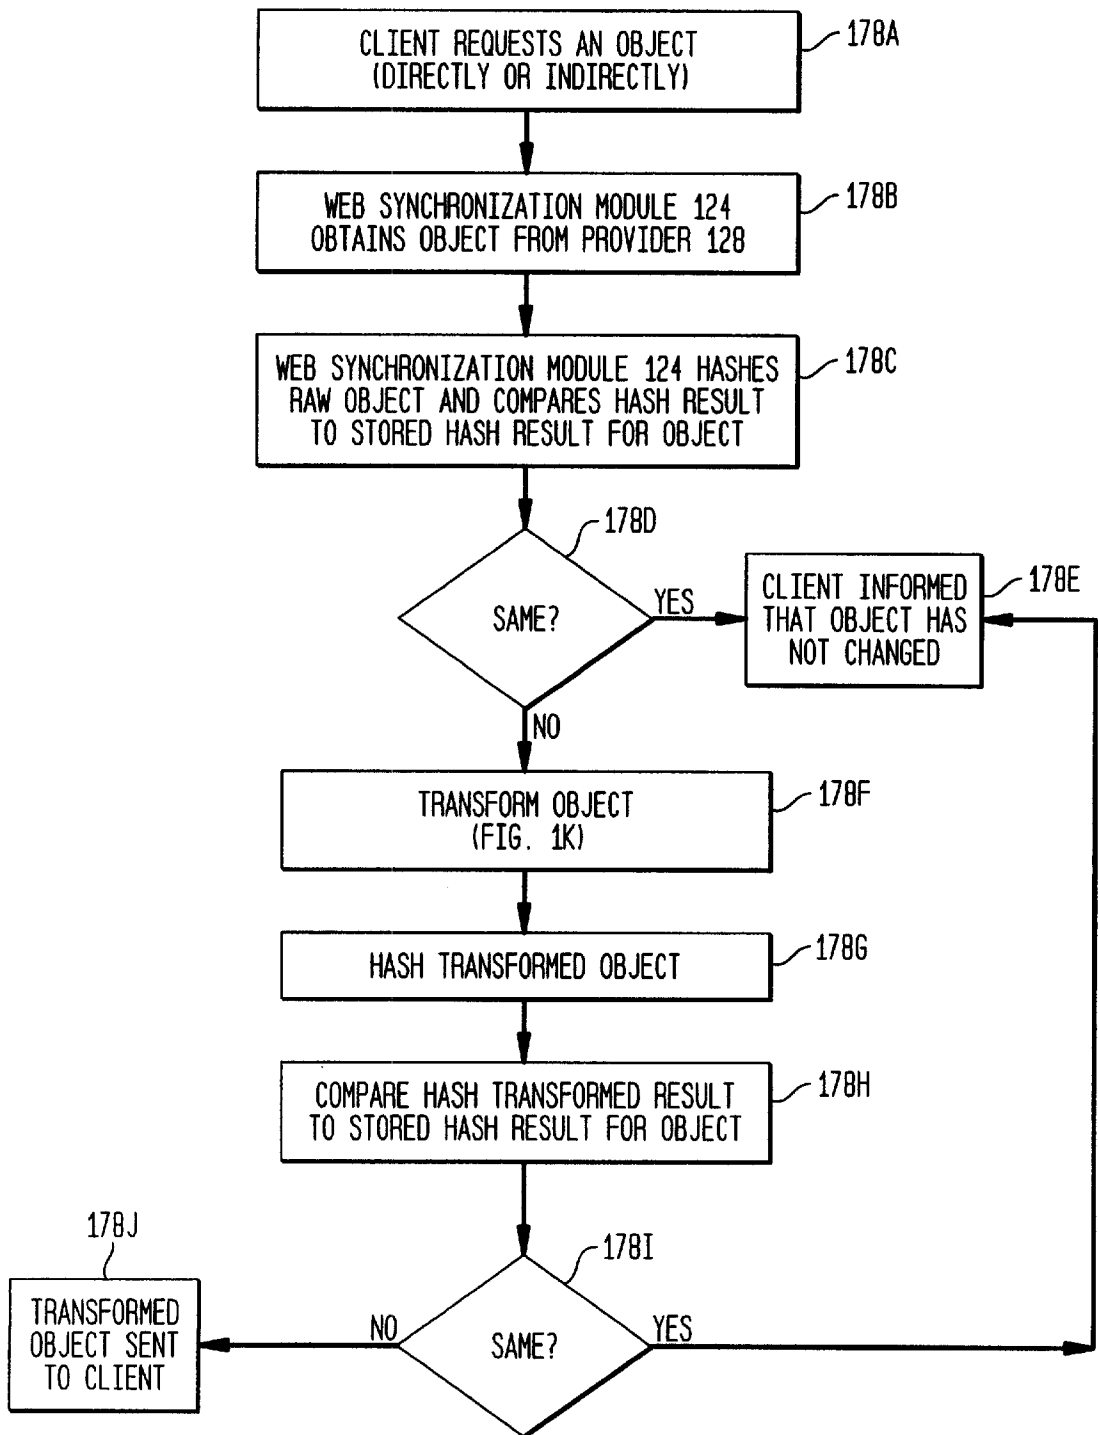 CLIENT REQUESTS AN OBJECT
(DIRECTLY OR INDIRECTLY)
178A
WEB SYNCHRONIZATION MODULE 124
OBTAINS OBJECT FROM PROVIDER 128
178B
WEB SYNCHRONIZATION MODULE 124 HASHES
RAW OBJECT AND COMPARES HASH RESULT
TO STORED HASH RESULT FOR OBJECT
178C
178D
SAME?
YES
NO
CLIENT INFORMED
THAT OBJECT HAS
NOT CHANGED
178E
TRANSFORM OBJECT
(FIG. 1K)
178F
HASH TRANSFORMED OBJECT
178G
COMPARE HASH TRANSFORMED RESULT
TO STORED HASH RESULT FOR OBJECT
178H
178I
SAME?
NO
YES
178J
TRANSFORMED
OBJECT SENT
TO CLIENT